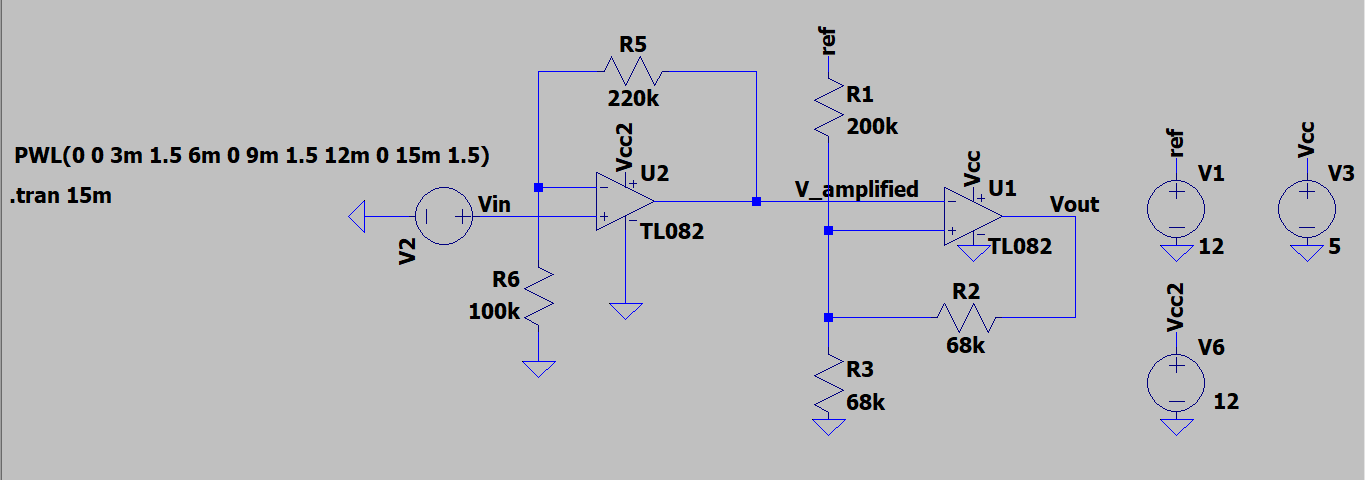 R5
220k
ref
R1
200k
PWL(0 0 3m 1.5 6m 0 9m 1.5 12m 0 15m 1.5)
.tran 15m
Vcc2
U2
TL082
Vin
V2
R6
100k
V_amplified
Vcc
U1
TL082
Vout
R2
68k
R3
68k
ref
V1
12
Vcc
V3
5
Vcc2
V6
12